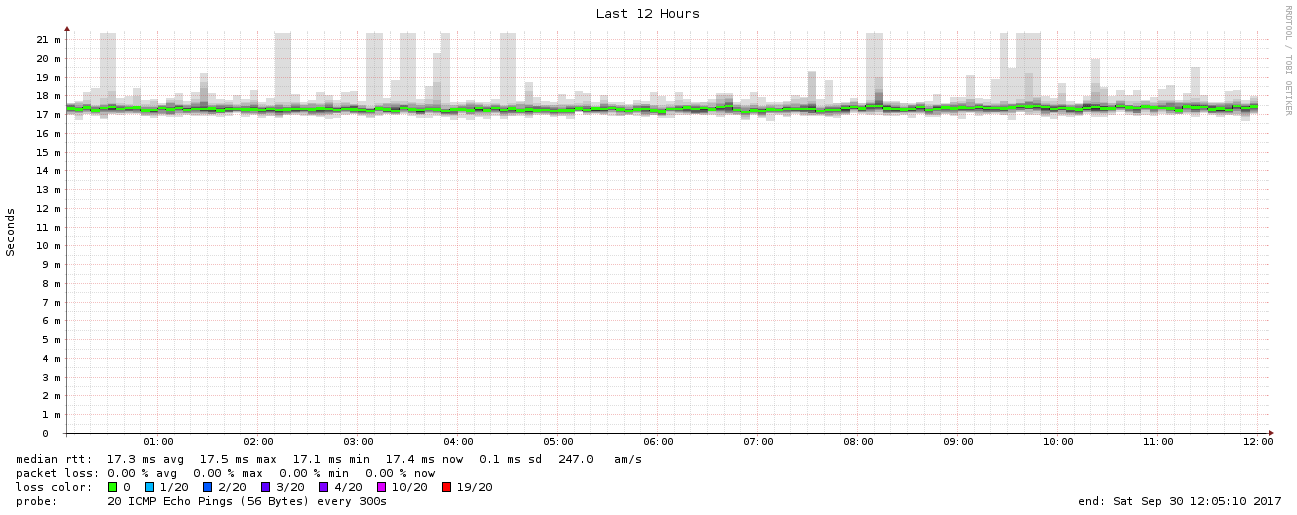 Last 12 Hours
RRDTOOL / TOBI OETIKER
Seconds
21 m
20 m
19 m
18 m
17 m
16 m
15 m
14 m
13 m
12 m
11 m
10 m
9 m
8 m
7 m
6 m
5 m
4 m
3 m
2 m
1 m
0
01:00 02:00 03:00 04:00 05:00 06:00 07:00 08:00 09:00 10:00 11:00 12:00
median rtt: 17.3 ms avg 17.5 ms max 17.1 ms min 17.4 ms now 0.1 ms sd 247.0 am/s
packet loss: 0.00 % avg 0.00 % max 0.00 % min 0.00 % now
loss color: 0 1/20 2/20 3/20 4/20 10/20 19/20
probe: 20 ICMP Echo Pings (56 Bytes) every 300s end: Sat Sep 30 12:05:10 2017